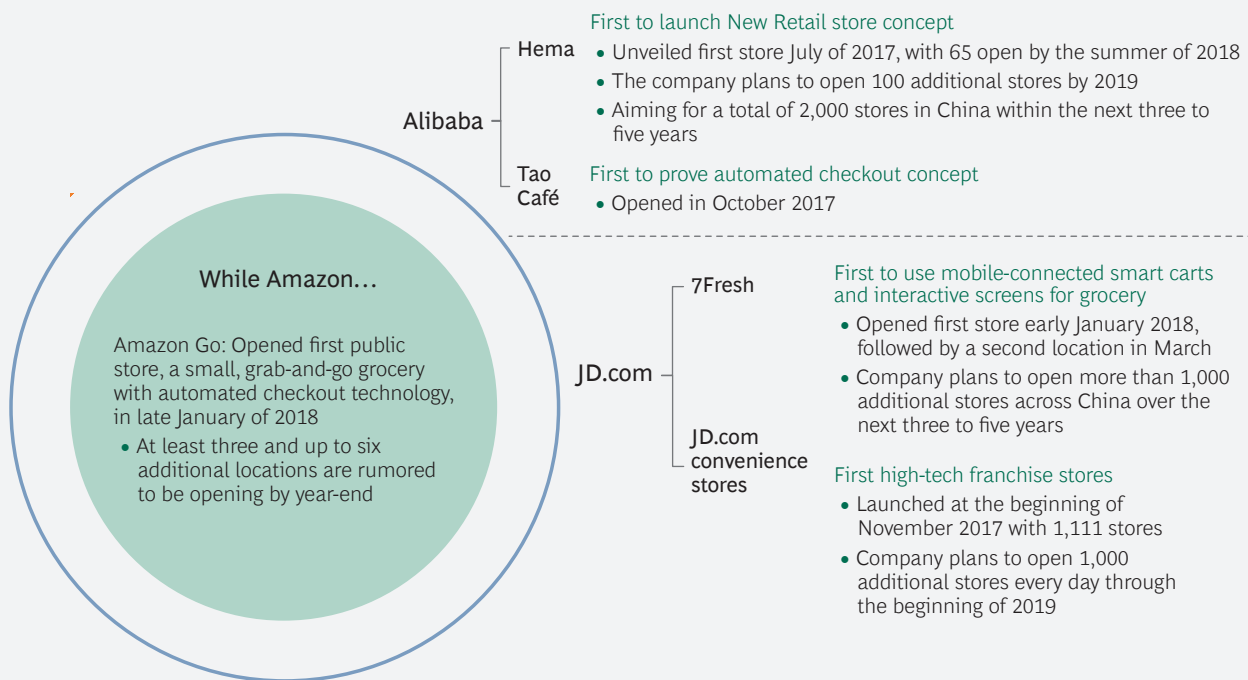 While Amazon...
Amazon Go: Opened first public
store, a small, grab-and-go grocery
with automated checkout technology,
in late January of 2018
• At least three and up to six
additional locations are rumored
to be opening by year-end
Alibaba
Hema
First to launch New Retail store concept
• Unveiled first store July of 2017, with 65 open by the summer of 2018
• The company plans to open 100 additional stores by 2019
• Aiming for a total of 2,000 stores in China within the next three to
five years
Tao
Café
First to prove automated checkout concept
• Opened in October 2017
JD.com
7Fresh
First to use mobile-connected smart carts
and interactive screens for grocery
• Opened first store early January 2018,
followed by a second location in March
• Company plans to open more than 1,000
additional stores across China over the
next three to five years
JD.com
convenience
stores
First high-tech franchise stores
• Launched at the beginning of
November 2017 with 1,111 stores
• Company plans to open 1,000
additional stores every day through
the beginning of 2019